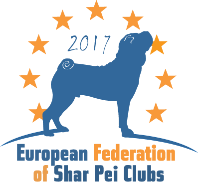 2017
European Federation
of Shar Pei Clubs